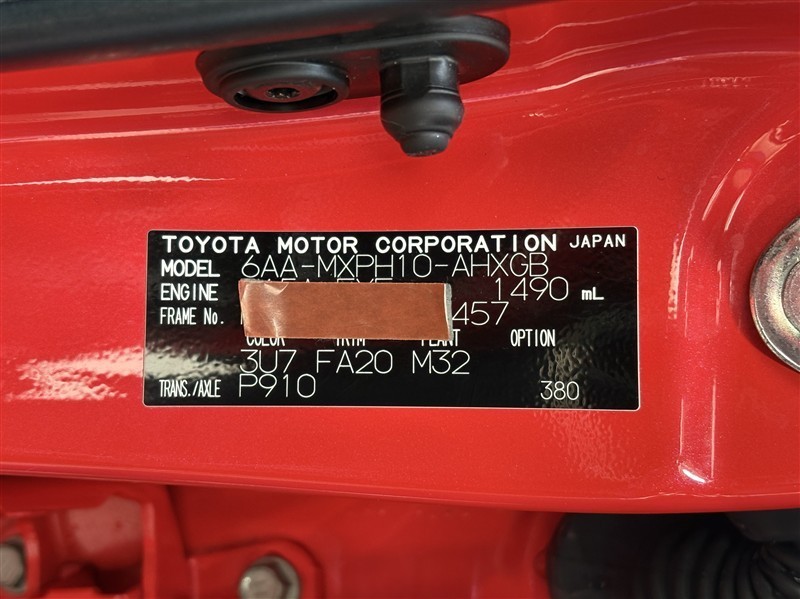 TOYOTA MOTOR CORPORATION JAPAN
MODEL 6AA-MXPH10-AHXGB
ENGINE 1490 mL
FRAME No. 457
COLOR TRIM PLANT OPTION
3U7 FA20 M32
TRANS./AXLE P910 380